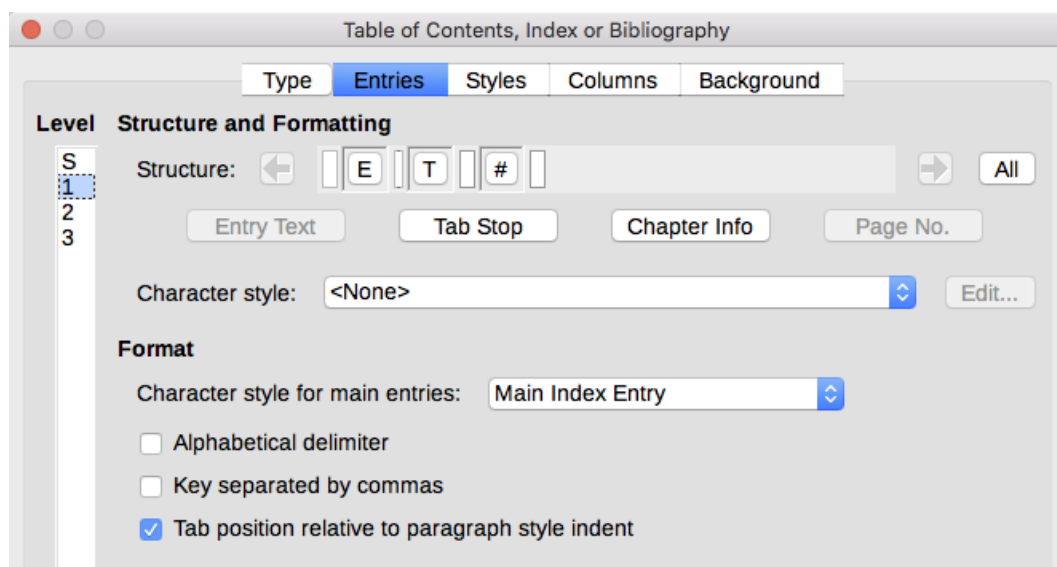 Table of Contents, Index or Bibliography
Type Entries Styles Columns Background
Level Structure and Formatting
S
1
2
3
Structure: E T # All
Entry Text Tab Stop Chapter Info Page No.
Character style: <None> Edit...
Format
Character style for main entries: Main Index Entry
Alphabetical delimiter
Key separated by commas
Tab position relative to paragraph style indent